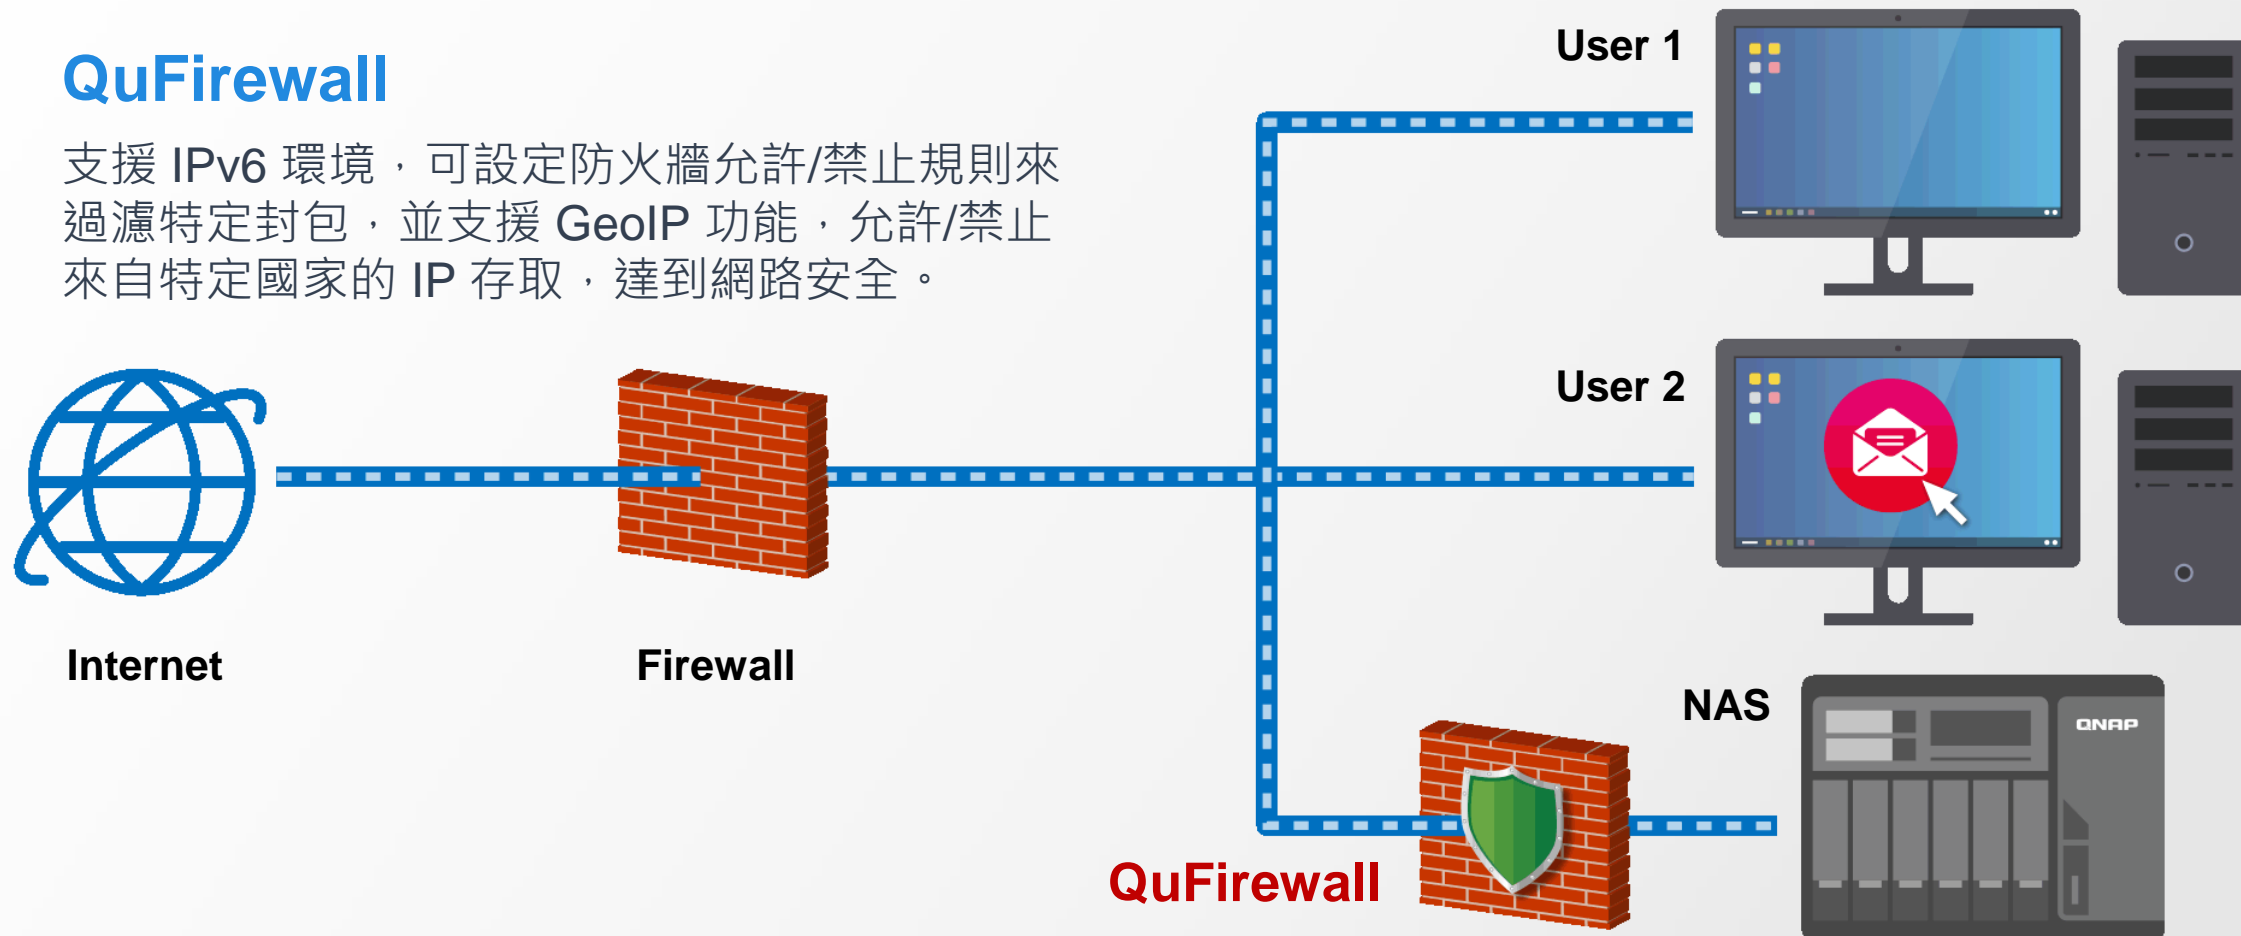 QuFirewall
支援 IPv6 環境，可設定防火牆允許/禁止規則來
過濾特定封包，並支援 GeoIP 功能，允許/禁止
來自特定國家的 IP 存取，達到網路安全。
User 1
User 2
Internet
Firewall
NAS
QNAP
QuFirewall